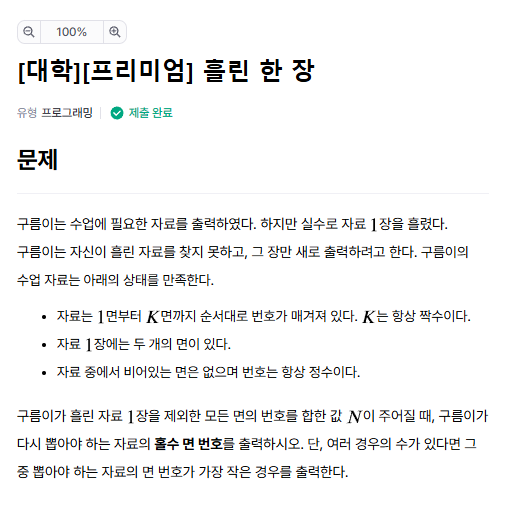 100%
[대학][프리미엄] 흘린 한 장
유형 프로그래밍 제출 완료
문제
구름이는 수업에 필요한 자료를 출력하였다. 하지만 실수로 자료 1장을 흘렸다.
구름이는 자신이 흘린 자료를 찾지 못하고, 그 장만 새로 출력하려고 한다. 구름이의
수업 자료는 아래의 상태를 만족한다.
• 자료는 1면부터 K면까지 순서대로 번호가 매겨져 있다. K는 항상 짝수이다.
• 자료 1장에는 두 개의 면이 있다.
• 자료 중에서 비어있는 면은 없으며 번호는 항상 정수이다.
구름이가 흘린 자료 1장을 제외한 모든 면의 번호를 합한 값 N이 주어질 때, 구름이가
다시 뽑아야 하는 자료의 홀수 면 번호를 출력하시오. 단, 여러 경우의 수가 있다면 그
중 뽑아야 하는 자료의 면 번호가 가장 작은 경우를 출력한다.